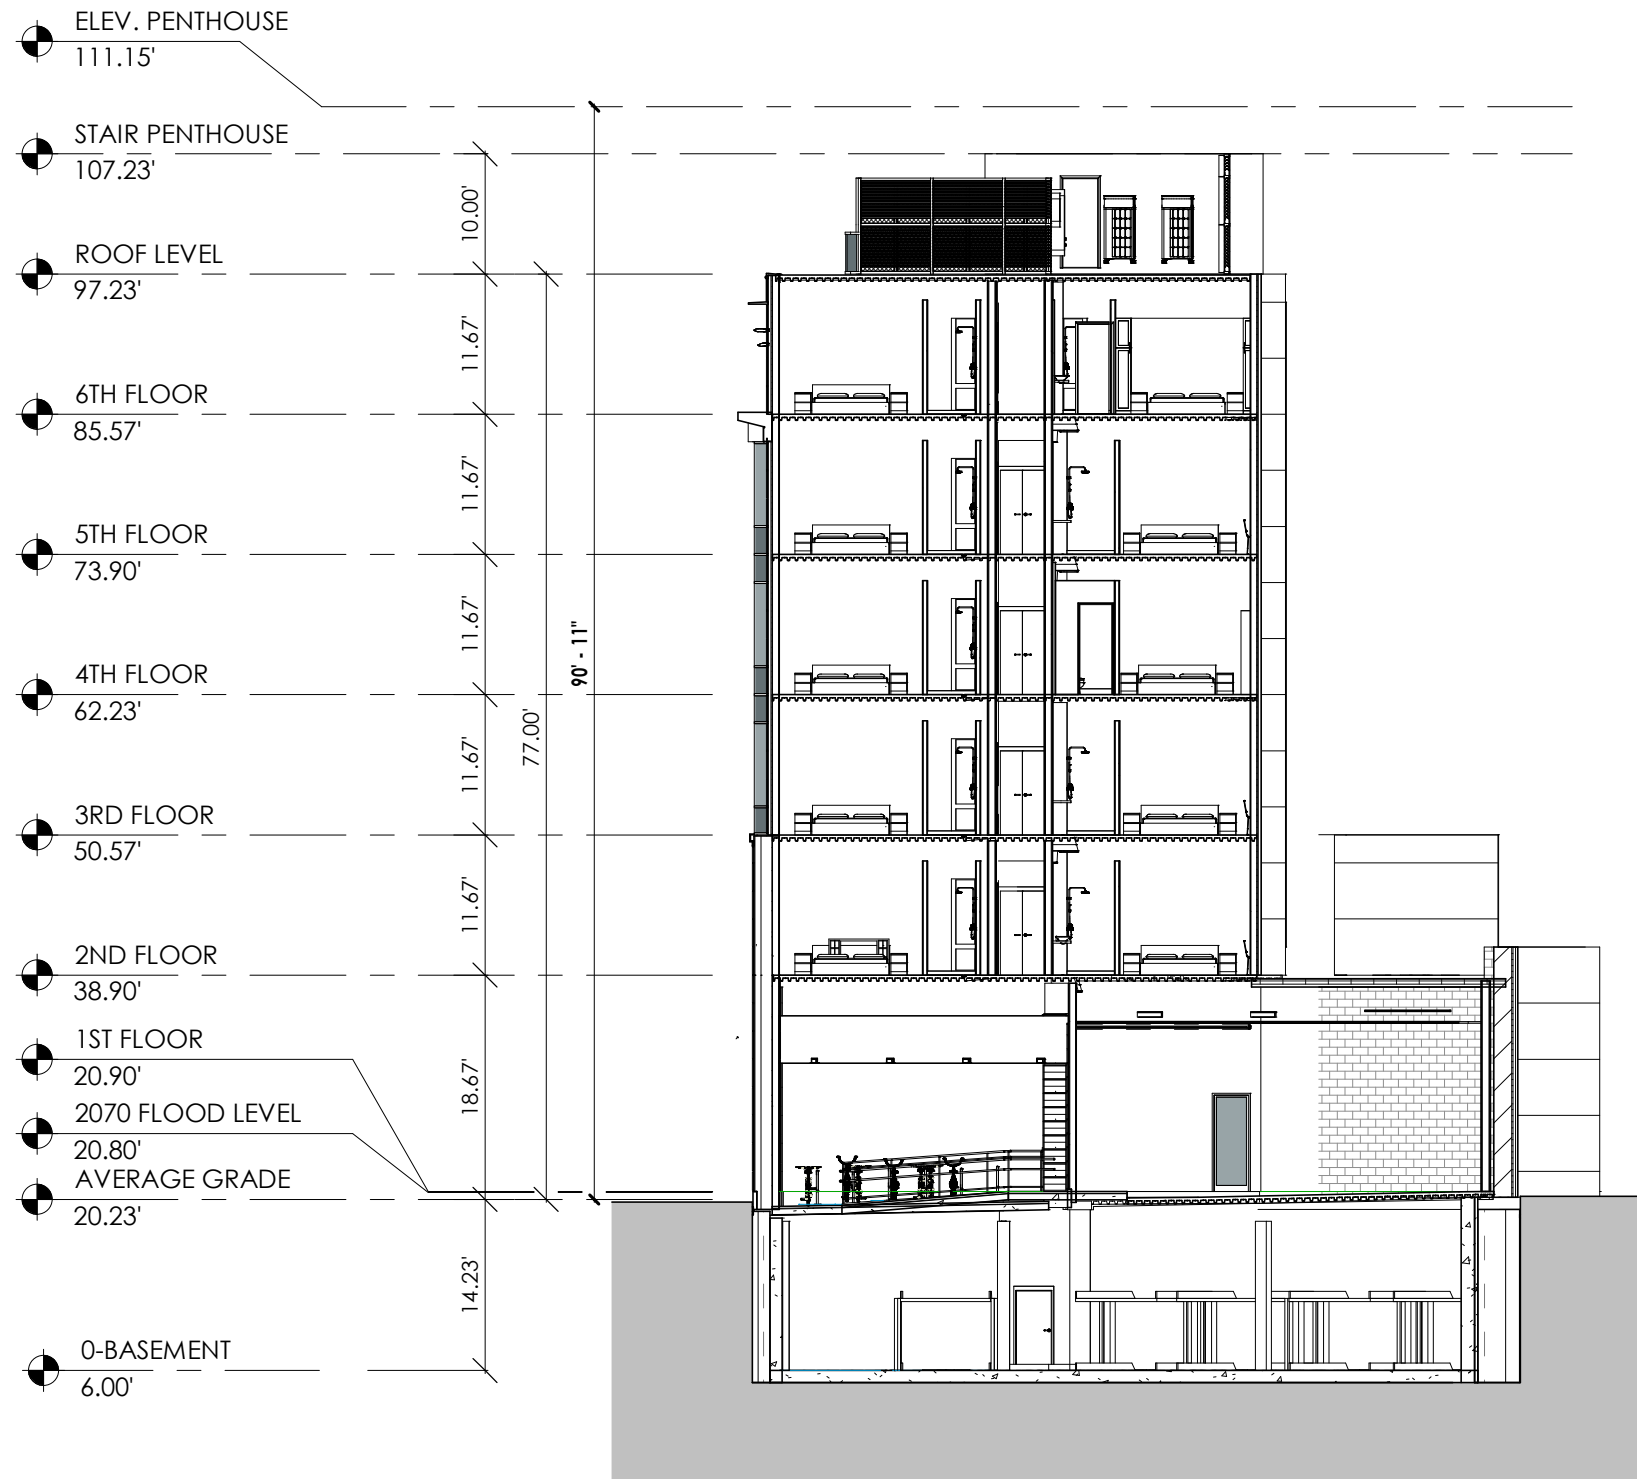 ELEV. PENTHOUSE
111.15'
STAIR PENTHOUSE
107.23'
10.00'
ROOF LEVEL
97.23'
11.67'
6TH FLOOR
85.57'
11.67'
5TH FLOOR
73.90'
11.67'
90' - 11"
4TH FLOOR
62.23'
77.00'
11.67'
3RD FLOOR
50.57'
11.67'
2ND FLOOR
38.90'
1ST FLOOR
20.90'
18.67'
2070 FLOOD LEVEL
20.80'
AVERAGE GRADE
20.23'
14.23'
0-BASEMENT
6.00'